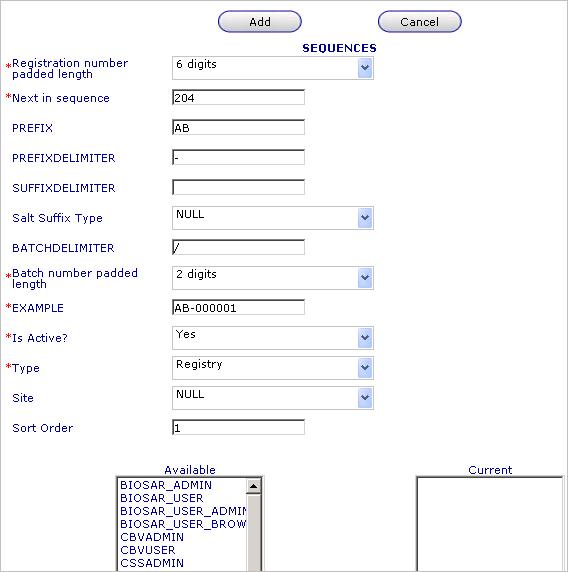 Add Cancel
SEQUENCES
*Registration number
padded length 6 digits
*Next in sequence 204
PREFIX AB
PREFIXDELIMITER -
SUFFIXDELIMITER
Salt Suffix Type NULL
BATCHDELIMITER /
*Batch number padded
length 2 digits
*EXAMPLE AB-000001
*Is Active? Yes
*Type Registry
Site NULL
Sort Order 1
Available Current
BIOSAR_ADMIN
BIOSAR_USER
BIOSAR_USER_ADMIN
BIOSAR_USER_BROW
CBVADMIN
CBVUSER
CSSADMIN